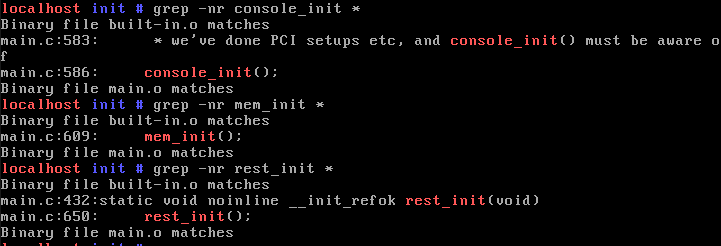 localhost init # grep -nr console_init *
Binary file built-in.o matches
main.c:583:      * we've done PCI setups etc, and console_init() must be aware o
f
main.c:586:     console_init();
Binary file main.o matches
localhost init # grep -nr mem_init *
Binary file built-in.o matches
main.c:609:     mem_init();
Binary file main.o matches
localhost init # grep -nr rest_init *
Binary file built-in.o matches
main.c:432:static void noinline __init_refok rest_init(void)
main.c:650:     rest_init();
Binary file main.o matches
localhost init #